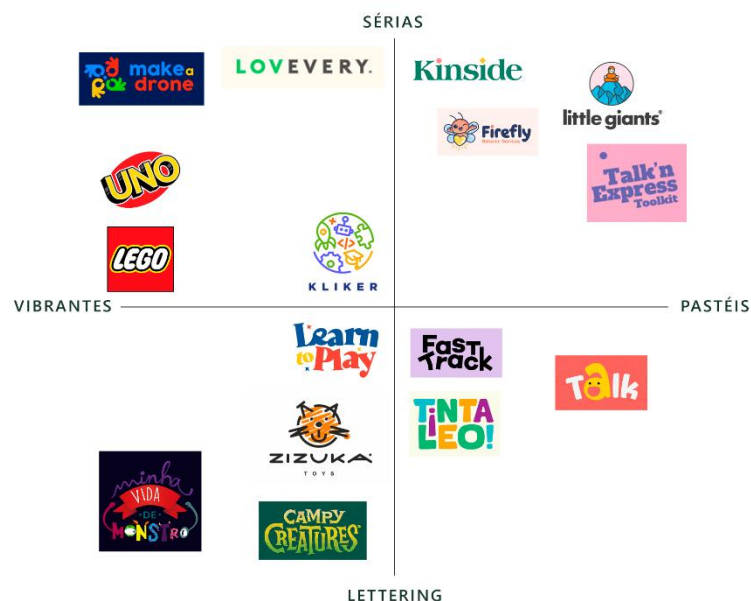 SÉRIAS
make a
drone
LOVEVERY.
Kinside
little giants®
Firefly
Talk'n
Express
Toolkit
UNO
LEGO
</>
KLIKER
VIBRANTES
PASTÉIS
Learn
to Play
Fast
Track
Talk
TiNTA
LEO!
ZIZUKA
TOYS
minha
VIDA
DE
MONSTRO
CAMPY
CREATURES
LETTERING